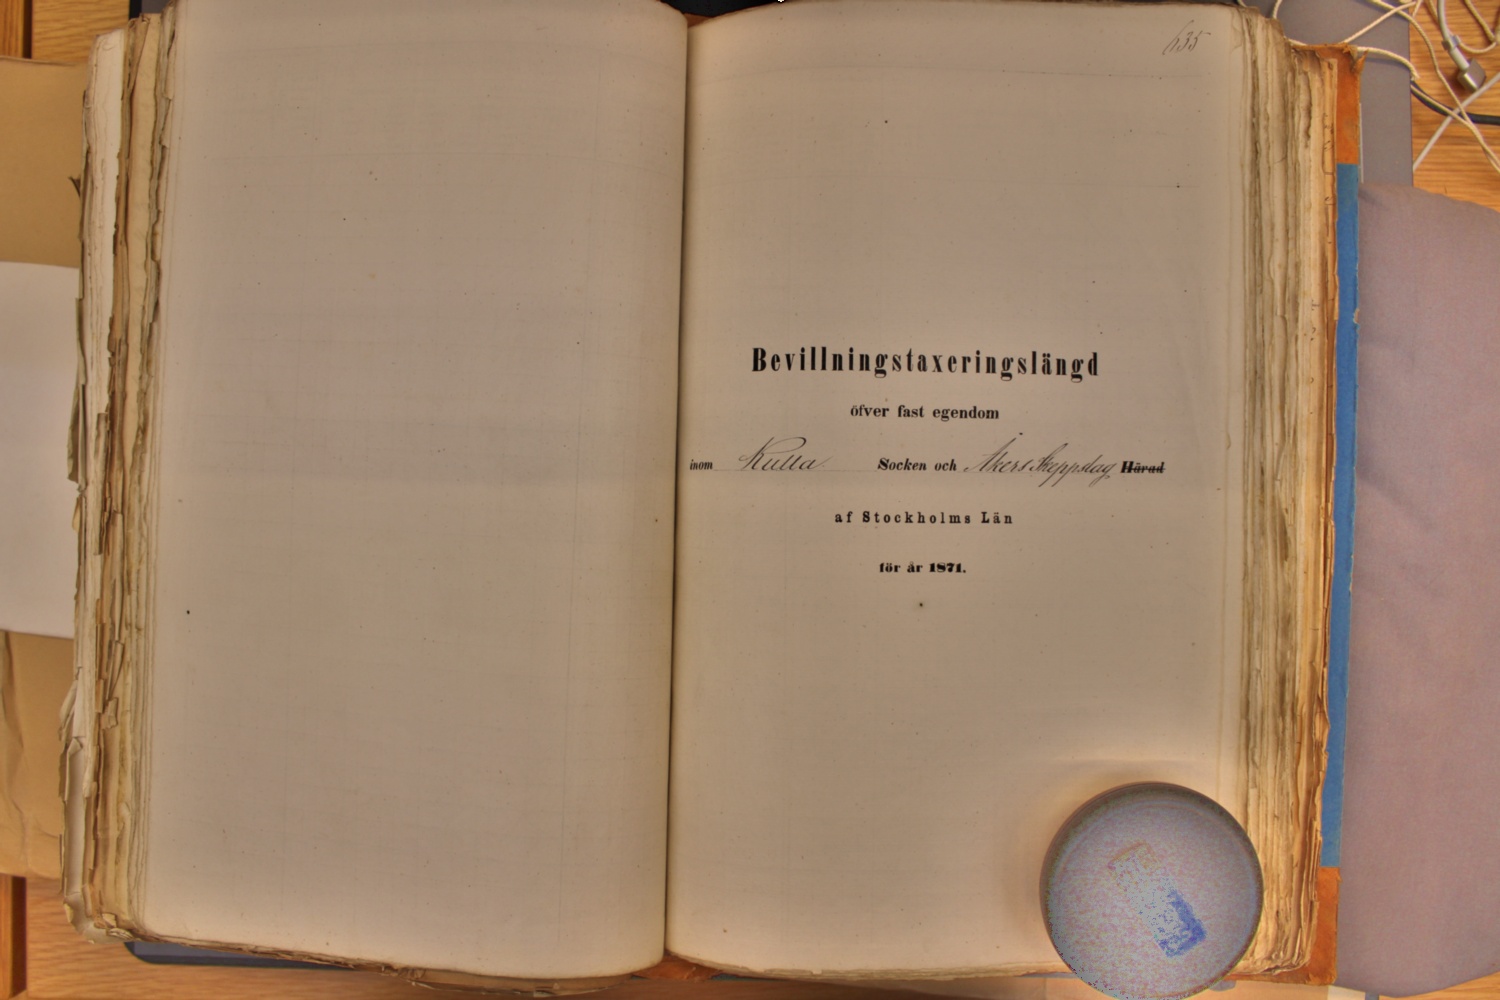 635
Bevillningstaxeringslängd
öfver fast egendom
inom Kulla Socken och Åkers Skeppslag Härad
af Stockholms Län
för år 1871.